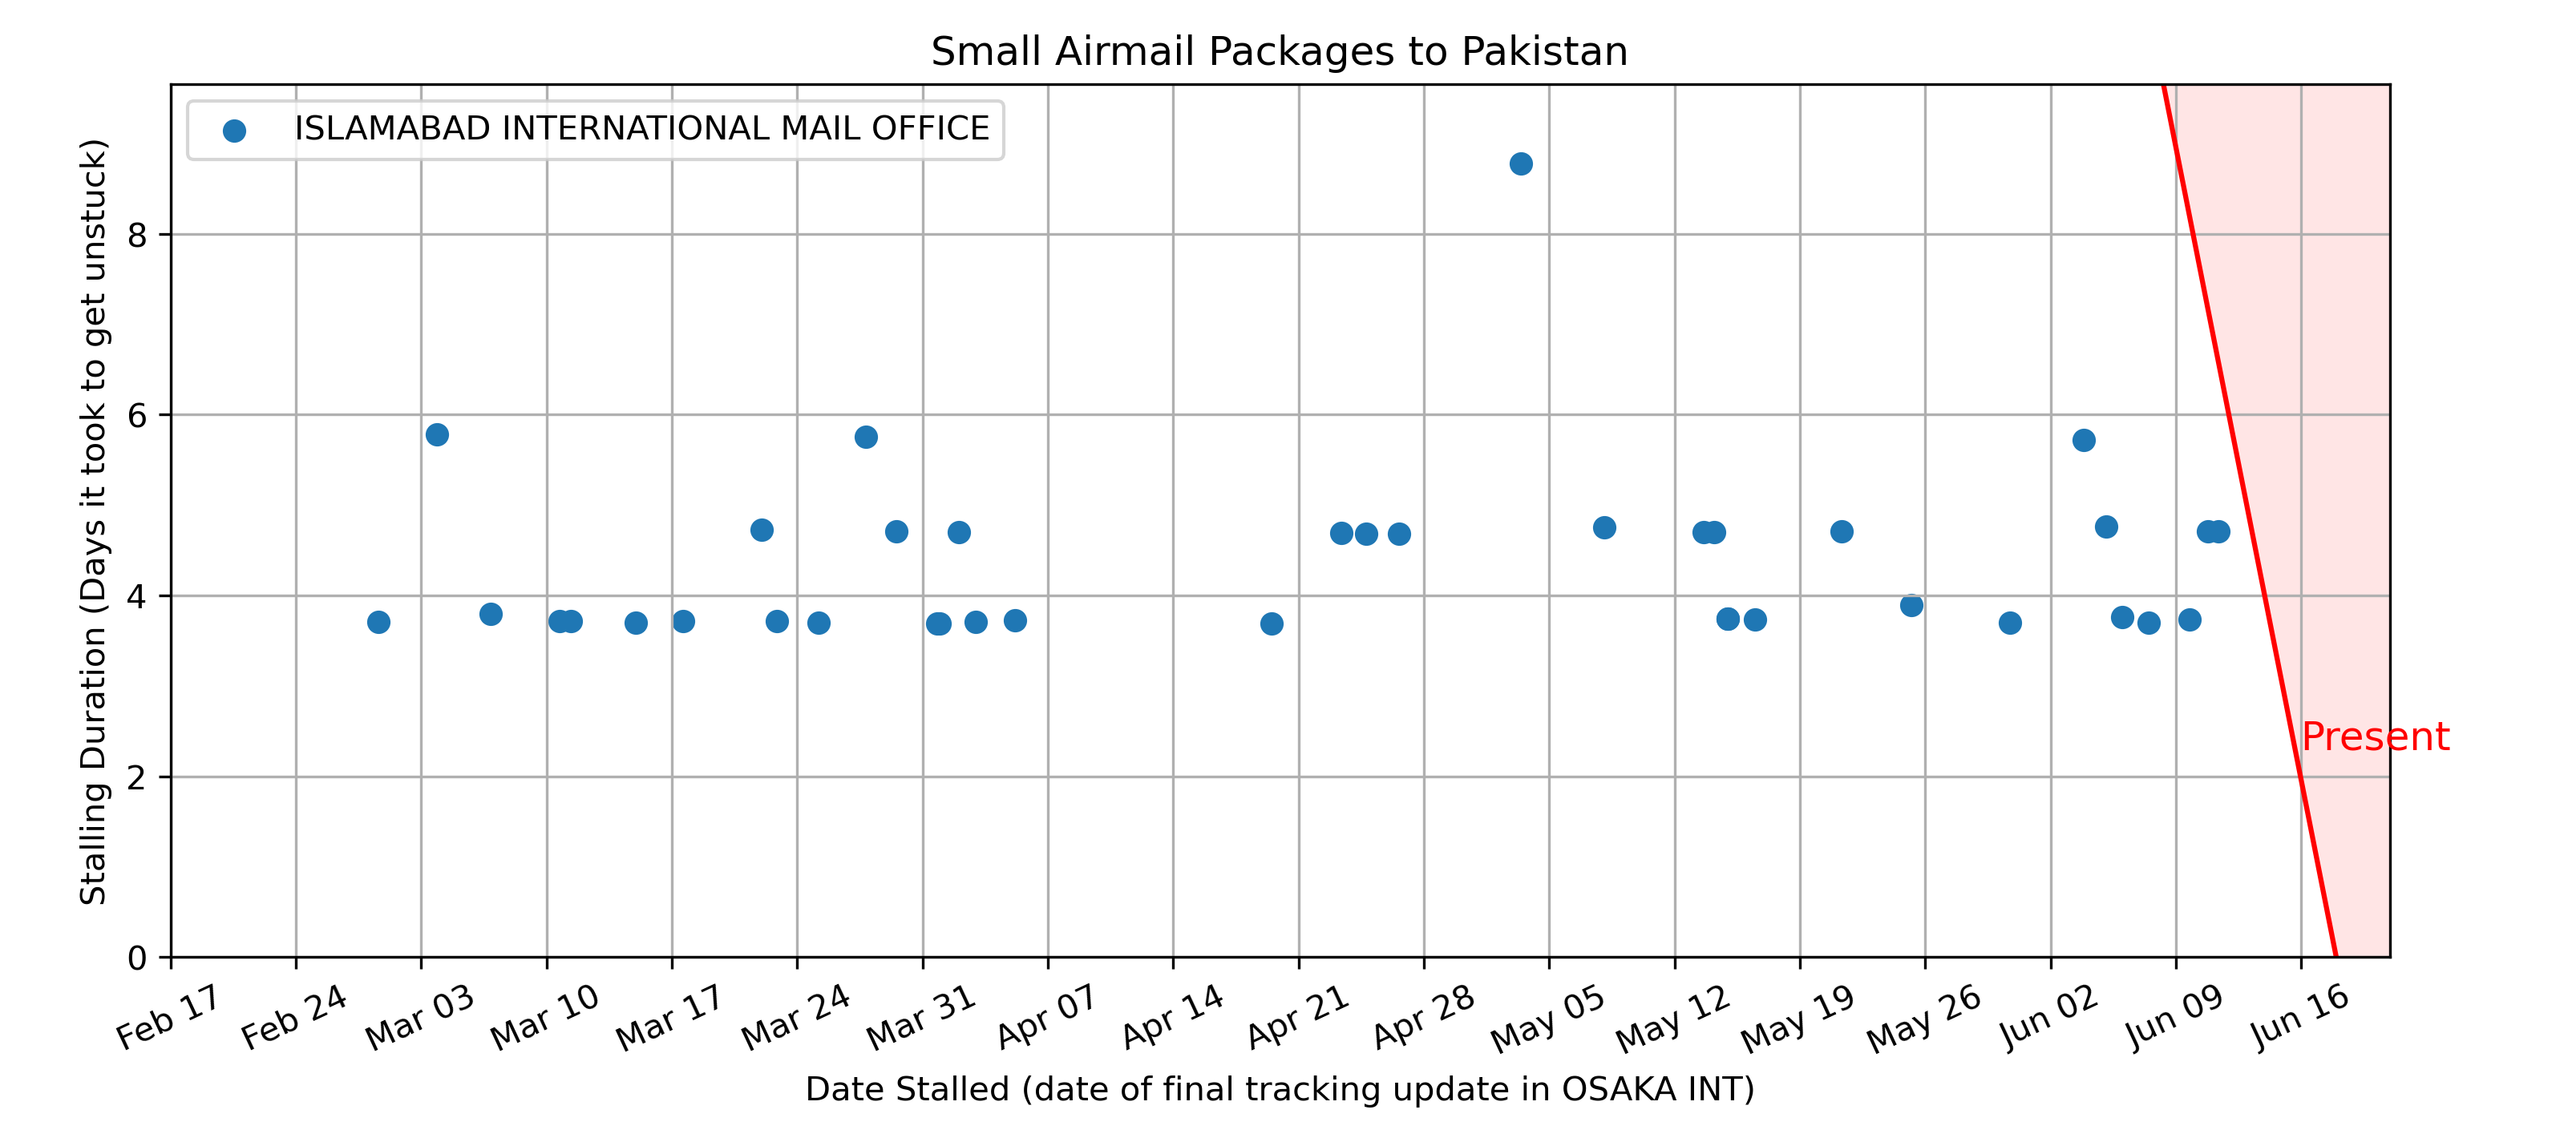 Small Airmail Packages to Pakistan
ISLAMABAD INTERNATIONAL MAIL OFFICE
Stalling Duration (Days it took to get unstuck)
8
6
4
2
0
Present
Feb 17
Feb 24
Mar 03
Mar 10
Mar 17
Mar 24
Mar 31
Apr 07
Apr 14
Apr 21
Apr 28
May 05
May 12
May 19
May 26
Jun 02
Jun 09
Jun 16
Date Stalled (date of final tracking update in OSAKA INT)